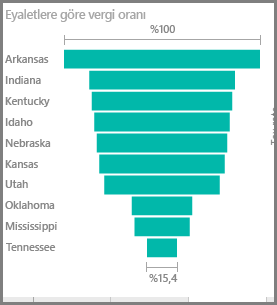 Eyaletlere göre vergi oranı
%100
Arkansas
Indiana
Kentucky
Idaho
Nebraska
Kansas
Utah
Oklahoma
Mississippi
Tennessee
%15,4